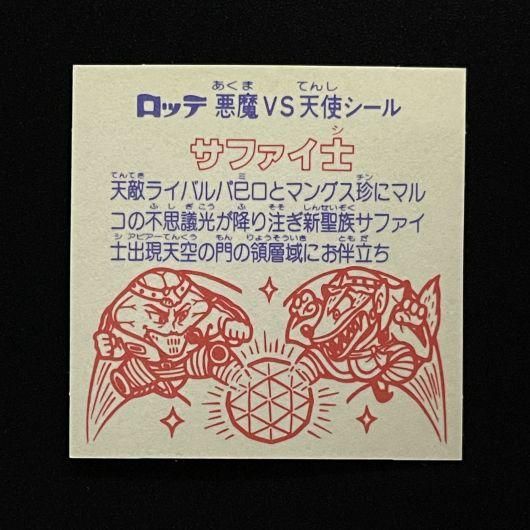 ロッテ 悪魔VS天使シール
サファイ士
天敵ライバルパ巳ロとマングス珍にマル
コの不思議光が降り注ぎ新聖族サファイ
士出現天空の門の領層域にお伴立ち